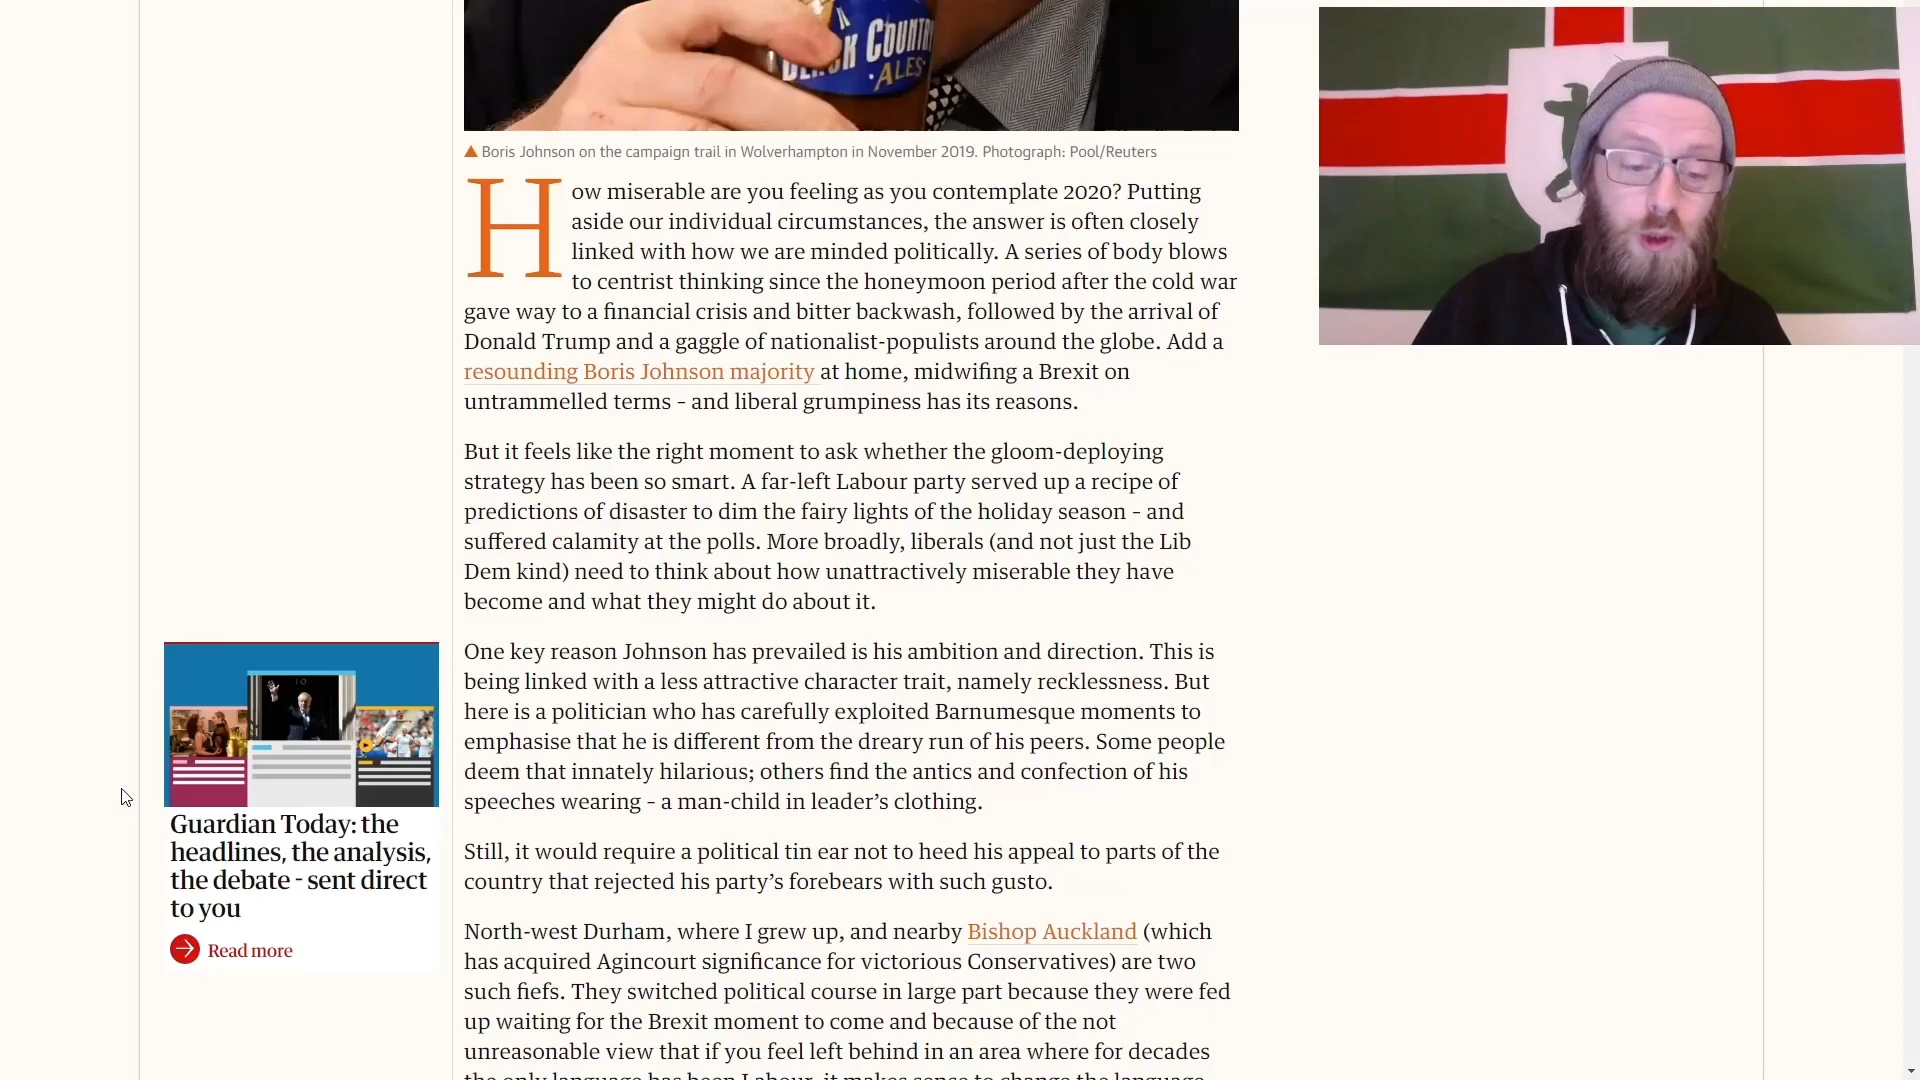 BLACK COUNTRY
ALES
Boris Johnson on the campaign trail in Wolverhampton in November 2019. Photograph: Pool/Reuters
How miserable are you feeling as you contemplate 2020? Putting
aside our individual circumstances, the answer is often closely
linked with how we are minded politically. A series of body blows
to centrist thinking since the honeymoon period after the cold war
gave way to a financial crisis and bitter backwash, followed by the arrival of
Donald Trump and a gaggle of nationalist-populists around the globe. Add a
resounding Boris Johnson majority at home, midwifing a Brexit on
untrammelled terms – and liberal grumpiness has its reasons.
But it feels like the right moment to ask whether the gloom-deploying
strategy has been so smart. A far-left Labour party served up a recipe of
predictions of disaster to dim the fairy lights of the holiday season – and
suffered calamity at the polls. More broadly, liberals (and not just the Lib
Dem kind) need to think about how unattractively miserable they have
become and what they might do about it.
One key reason Johnson has prevailed is his ambition and direction. This is
being linked with a less attractive character trait, namely recklessness. But
here is a politician who has carefully exploited Barnumesque moments to
emphasise that he is different from the dreary run of his peers. Some people
deem that innately hilarious; others find the antics and confection of his
speeches wearing – a man-child in leader’s clothing.
Still, it would require a political tin ear not to heed his appeal to parts of the
country that rejected his party’s forebears with such gusto.
North-west Durham, where I grew up, and nearby Bishop Auckland (which
has acquired Agincourt significance for victorious Conservatives) are two
such fiefs. They switched political course in large part because they were fed
up waiting for the Brexit moment to come and because of the not
unreasonable view that if you feel left behind in an area where for decades
the only language has been Labour, it makes sense to change the language
10
Guardian Today: the
headlines, the analysis,
the debate - sent direct
to you
Read more